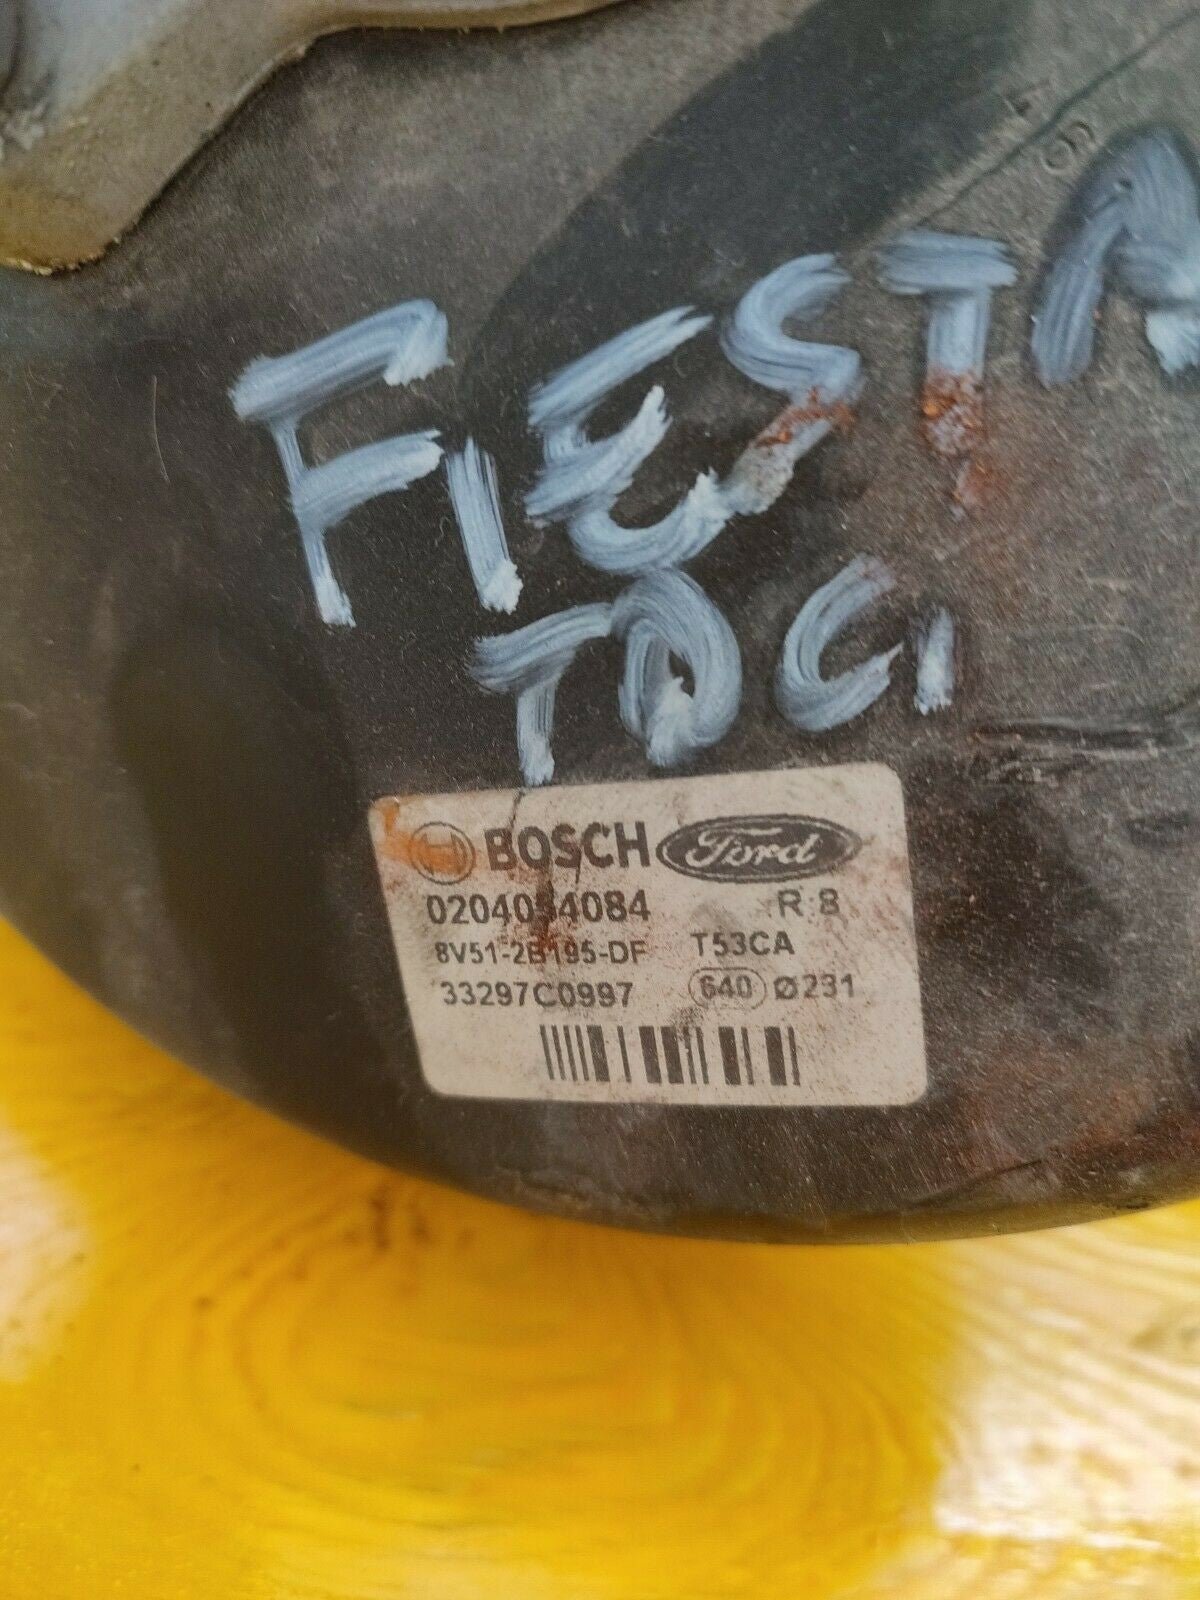 FIESTA
TDCI
BOSCH Ford
0204054084 R 8
8V51-2B195-DF T53CA
33297C0997 640 Ø231